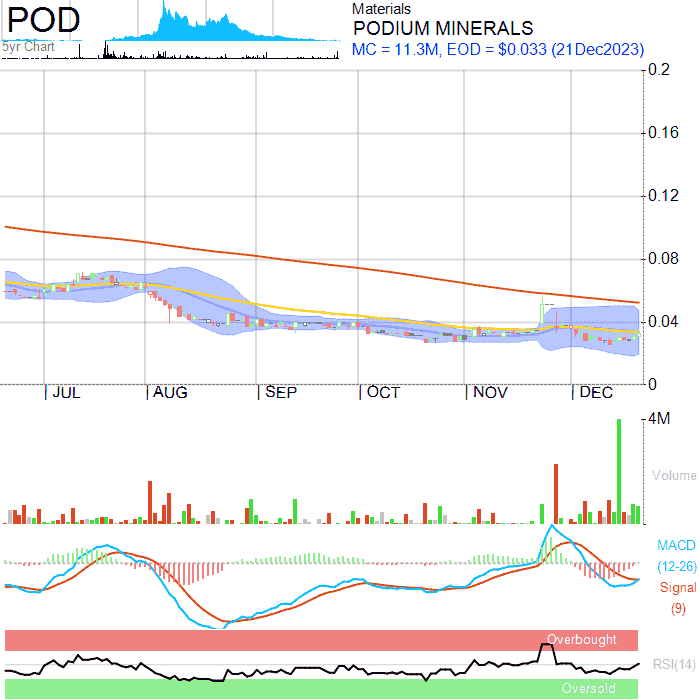 POD
5yr Chart
Materials
PODIUM MINERALS
MC = 11.3M, EOD = $0.033 (21Dec2023)
0.2
0.16
0.12
0.08
0.04
0
JUL AUG SEP OCT NOV DEC
4M
Volume
MACD
(12-26)
Signal
(9)
Overbought
RSI(14)
Oversold